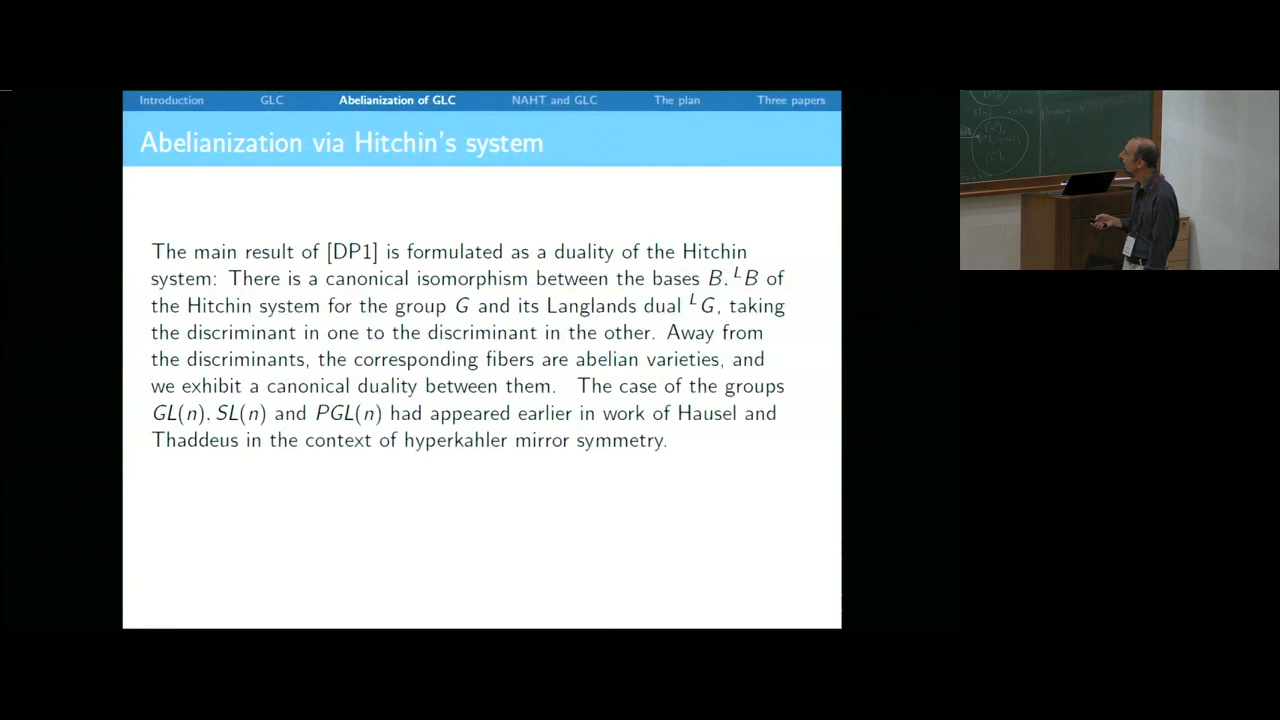 Introduction GLC Abelianization of GLC NAHT and GLC The plan Three papers
Abelianization via Hitchin's system
The main result of [DP1] is formulated as a duality of the Hitchin
system: There is a canonical isomorphism between the bases B, ᴸB of
the Hitchin system for the group G and its Langlands dual ᴸG, taking
the discriminant in one to the discriminant in the other. Away from
the discriminants, the corresponding fibers are abelian varieties, and
we exhibit a canonical duality between them. The case of the groups
GL(n), SL(n) and PGL(n) had appeared earlier in work of Hausel and
Thaddeus in the context of hyperkahler mirror symmetry.